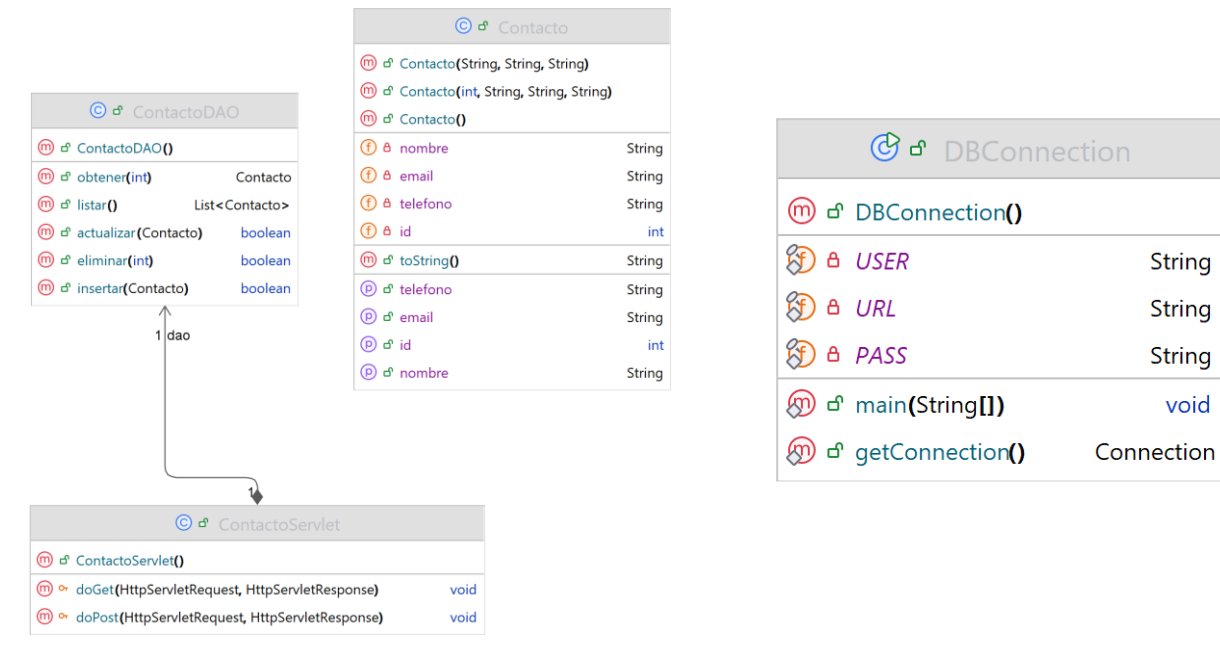 Contacto
Contacto(String, String, String)
Contacto(int, String, String, String)
Contacto()
nombre String
email String
telefono String
id int
toString() String
telefono String
email String
id int
nombre String
ContactoDAO
ContactoDAO()
obtener(int) Contacto
listar() List<Contacto>
actualizar(Contacto) boolean
eliminar(int) boolean
insertar(Contacto) boolean
1 dao
1
ContactoServlet
ContactoServlet()
doGet(HttpServletRequest, HttpServletResponse) void
doPost(HttpServletRequest, HttpServletResponse) void
DBConnection
DBConnection()
USER String
URL String
PASS String
main(String[]) void
getConnection() Connection